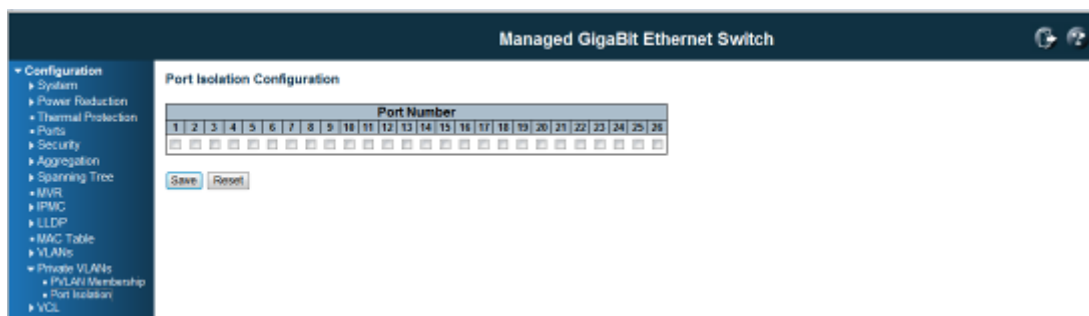 Managed GigaBit Ethernet Switch
Configuration
System
Power Reduction
Thermal Protection
Ports
Security
Aggregation
Spanning Tree
MVR
IPMC
LLDP
MAC Table
VLANs
Private VLANs
PVLAN Membership
Port Isolation
VCL
Port Isolation Configuration
Port Number
1 2 3 4 5 6 7 8 9 10 11 12 13 14 15 16 17 18 19 20 21 22 23 24 25 26
Save Reset